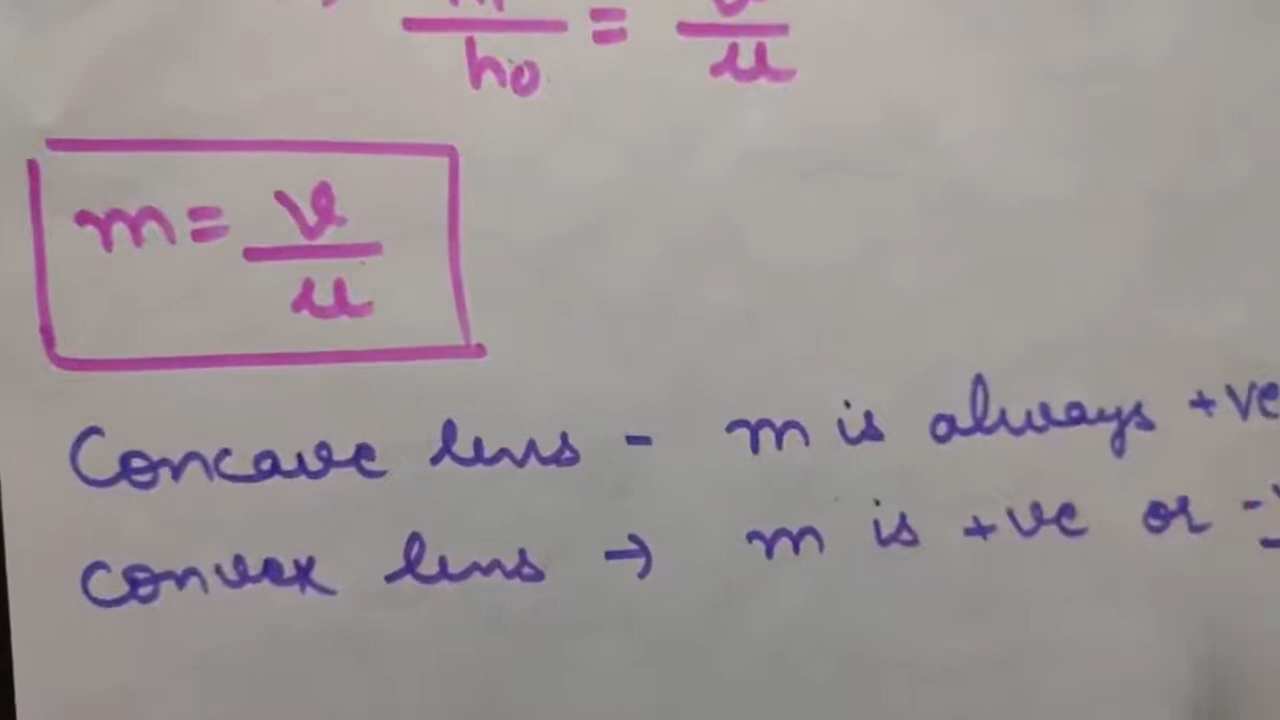 ho = u
m = v/u
Concave lens - m is always +ve
convex lens → m is +ve or